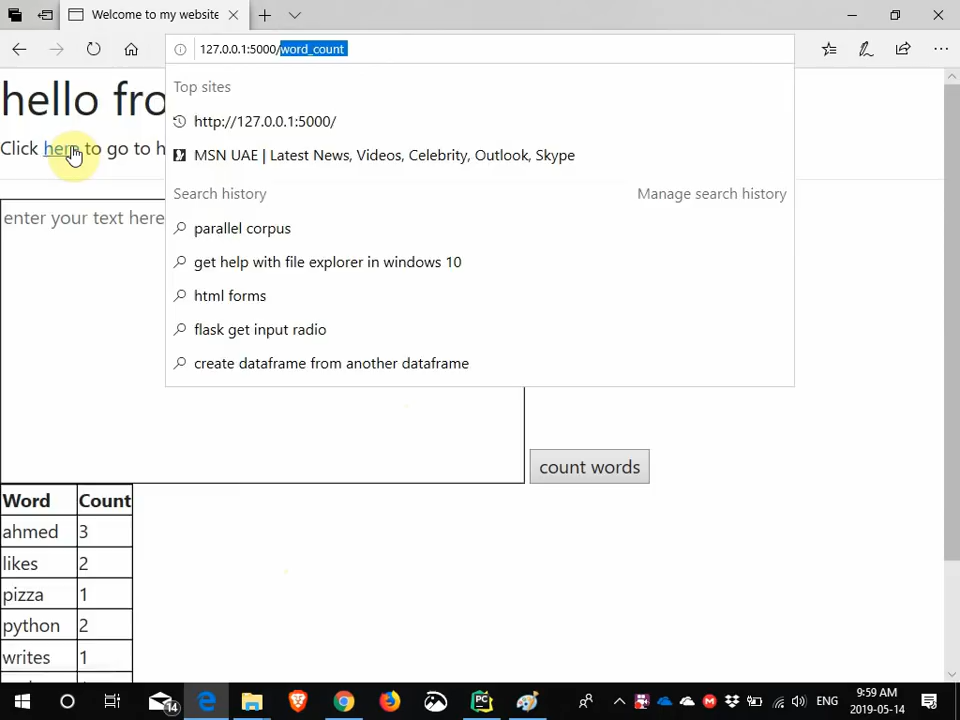 Welcome to my website
127.0.0.1:5000/word_count
hello fro
Top sites
http://127.0.0.1:5000/
Click here to go to h
MSN UAE | Latest News, Videos, Celebrity, Outlook, Skype
Search history
Manage search history
enter your text here
parallel corpus
get help with file explorer in windows 10
html forms
flask get input radio
create dataframe from another dataframe
count words
Word Count
ahmed 3
likes 2
pizza 1
python 2
writes 1
14
ENG
9:59 AM
2019-05-14